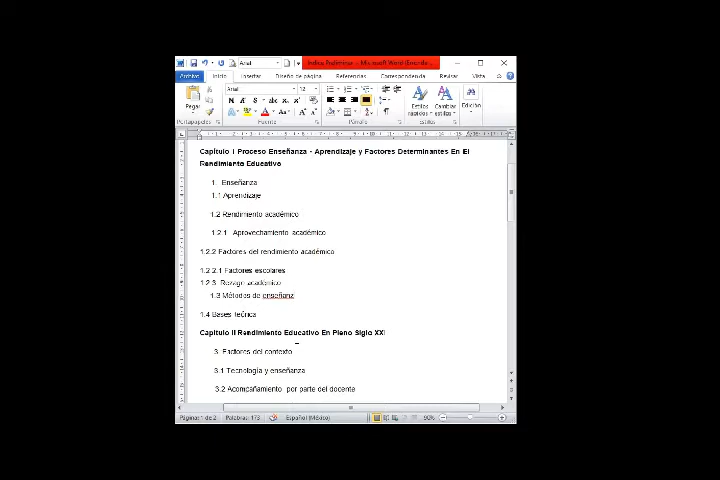 Arial
Indice Preliminar - Microsoft Word
Archivo Inicio Insertar Diseño de página Referencias Correspondencia Revisar Vista
Arial 12
Pegar
Estilos rápidos
Cambiar estilos
Edición
Portapapeles Fuente Párrafo Estilos
Capítulo I Proceso Enseñanza - Aprendizaje y Factores Determinantes En El
Rendimiento Educativo
1. Enseñanza
1.1 Aprendizaje
1.2 Rendimiento académico
1.2.1 Aprovechamiento académico
1.2.2 Factores del rendimiento académico
1.2.2.1 Factores escolares
1.2.3 Rezago académico
1.3 Métodos de enseñanz
1.4 Bases teórica
Capítulo II Rendimiento Educativo En Pleno Siglo XXI
3. Factores del contexto
3.1 Tecnología y enseñanza
3.2 Acompañamiento por parte del docente
Página: 1 de 2 Palabras: 173 Español (México) 90%